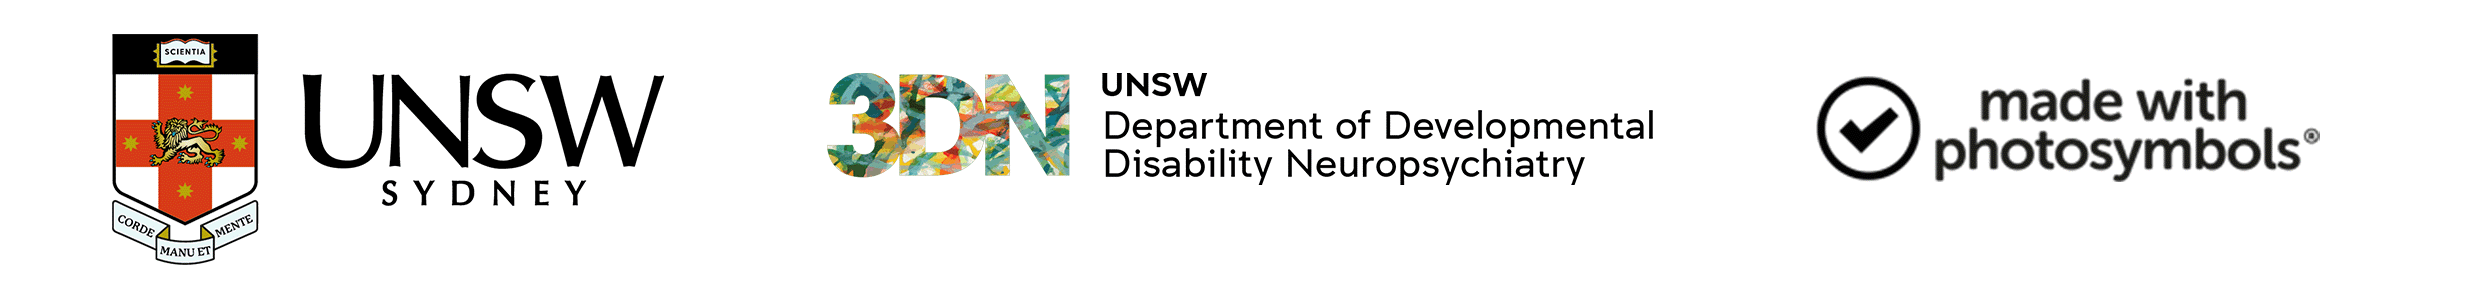 SCIENTIA
CORDE
MANU ET
MENTE
UNSW
SYDNEY
3DN
UNSW
Department of Developmental
Disability Neuropsychiatry
made with
photosymbols®